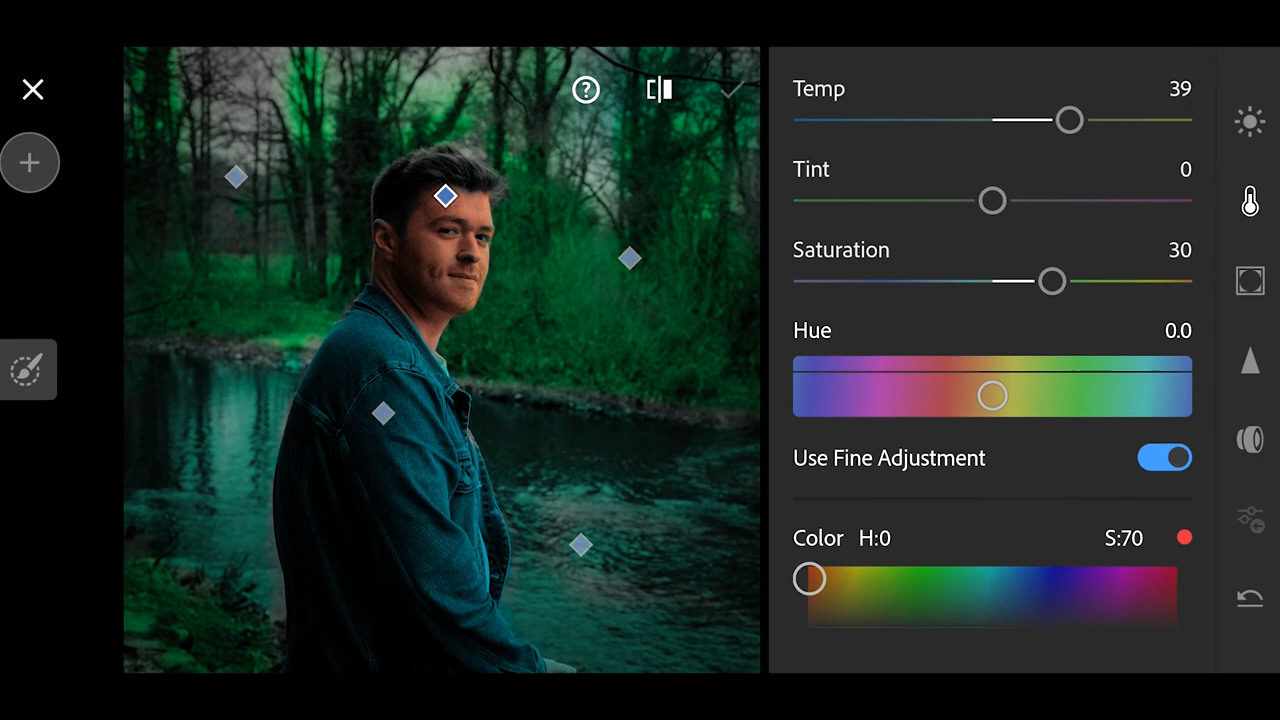 Temp 39
Tint 0
Saturation 30
Hue 0.0
Use Fine Adjustment
Color H:0 S:70